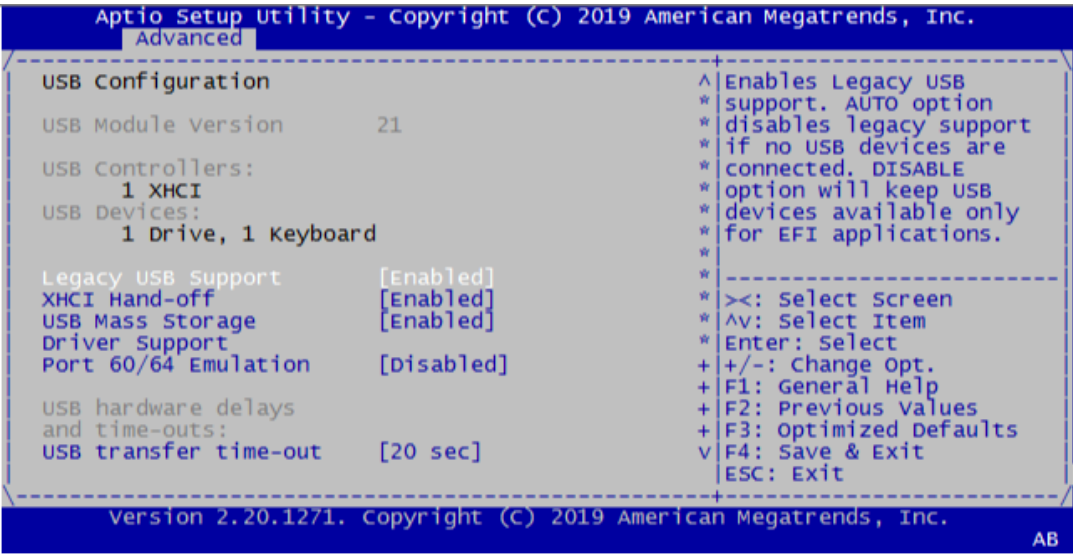 Aptio Setup Utility – Copyright (C) 2019 American Megatrends, Inc.
Advanced
/------------------------------------------------------+-------------------------\
USB Configuration ^|Enables Legacy USB
*|support. AUTO option
USB Module Version 21 *|disables legacy support
*|if no USB devices are
USB Controllers: *|connected. DISABLE
1 XHCI *|option will keep USB
USB Devices: *|devices available only
1 Drive, 1 Keyboard *|for EFI applications.
*|
Legacy USB Support [Enabled] *|-------------------------
XHCI Hand-off [Enabled] *|><: Select Screen
USB Mass Storage [Enabled] *|^v: Select Item
Driver Support *|Enter: Select
Port 60/64 Emulation [Disabled] +|+/-: Change Opt.
+|F1: General Help
USB hardware delays +|F2: Previous Values
and time-outs: +|F3: Optimized Defaults
USB transfer time-out [20 sec] v|F4: Save & Exit
|ESC: Exit
\------------------------------------------------------+-------------------------/
Version 2.20.1271. Copyright (C) 2019 American Megatrends, Inc.
AB